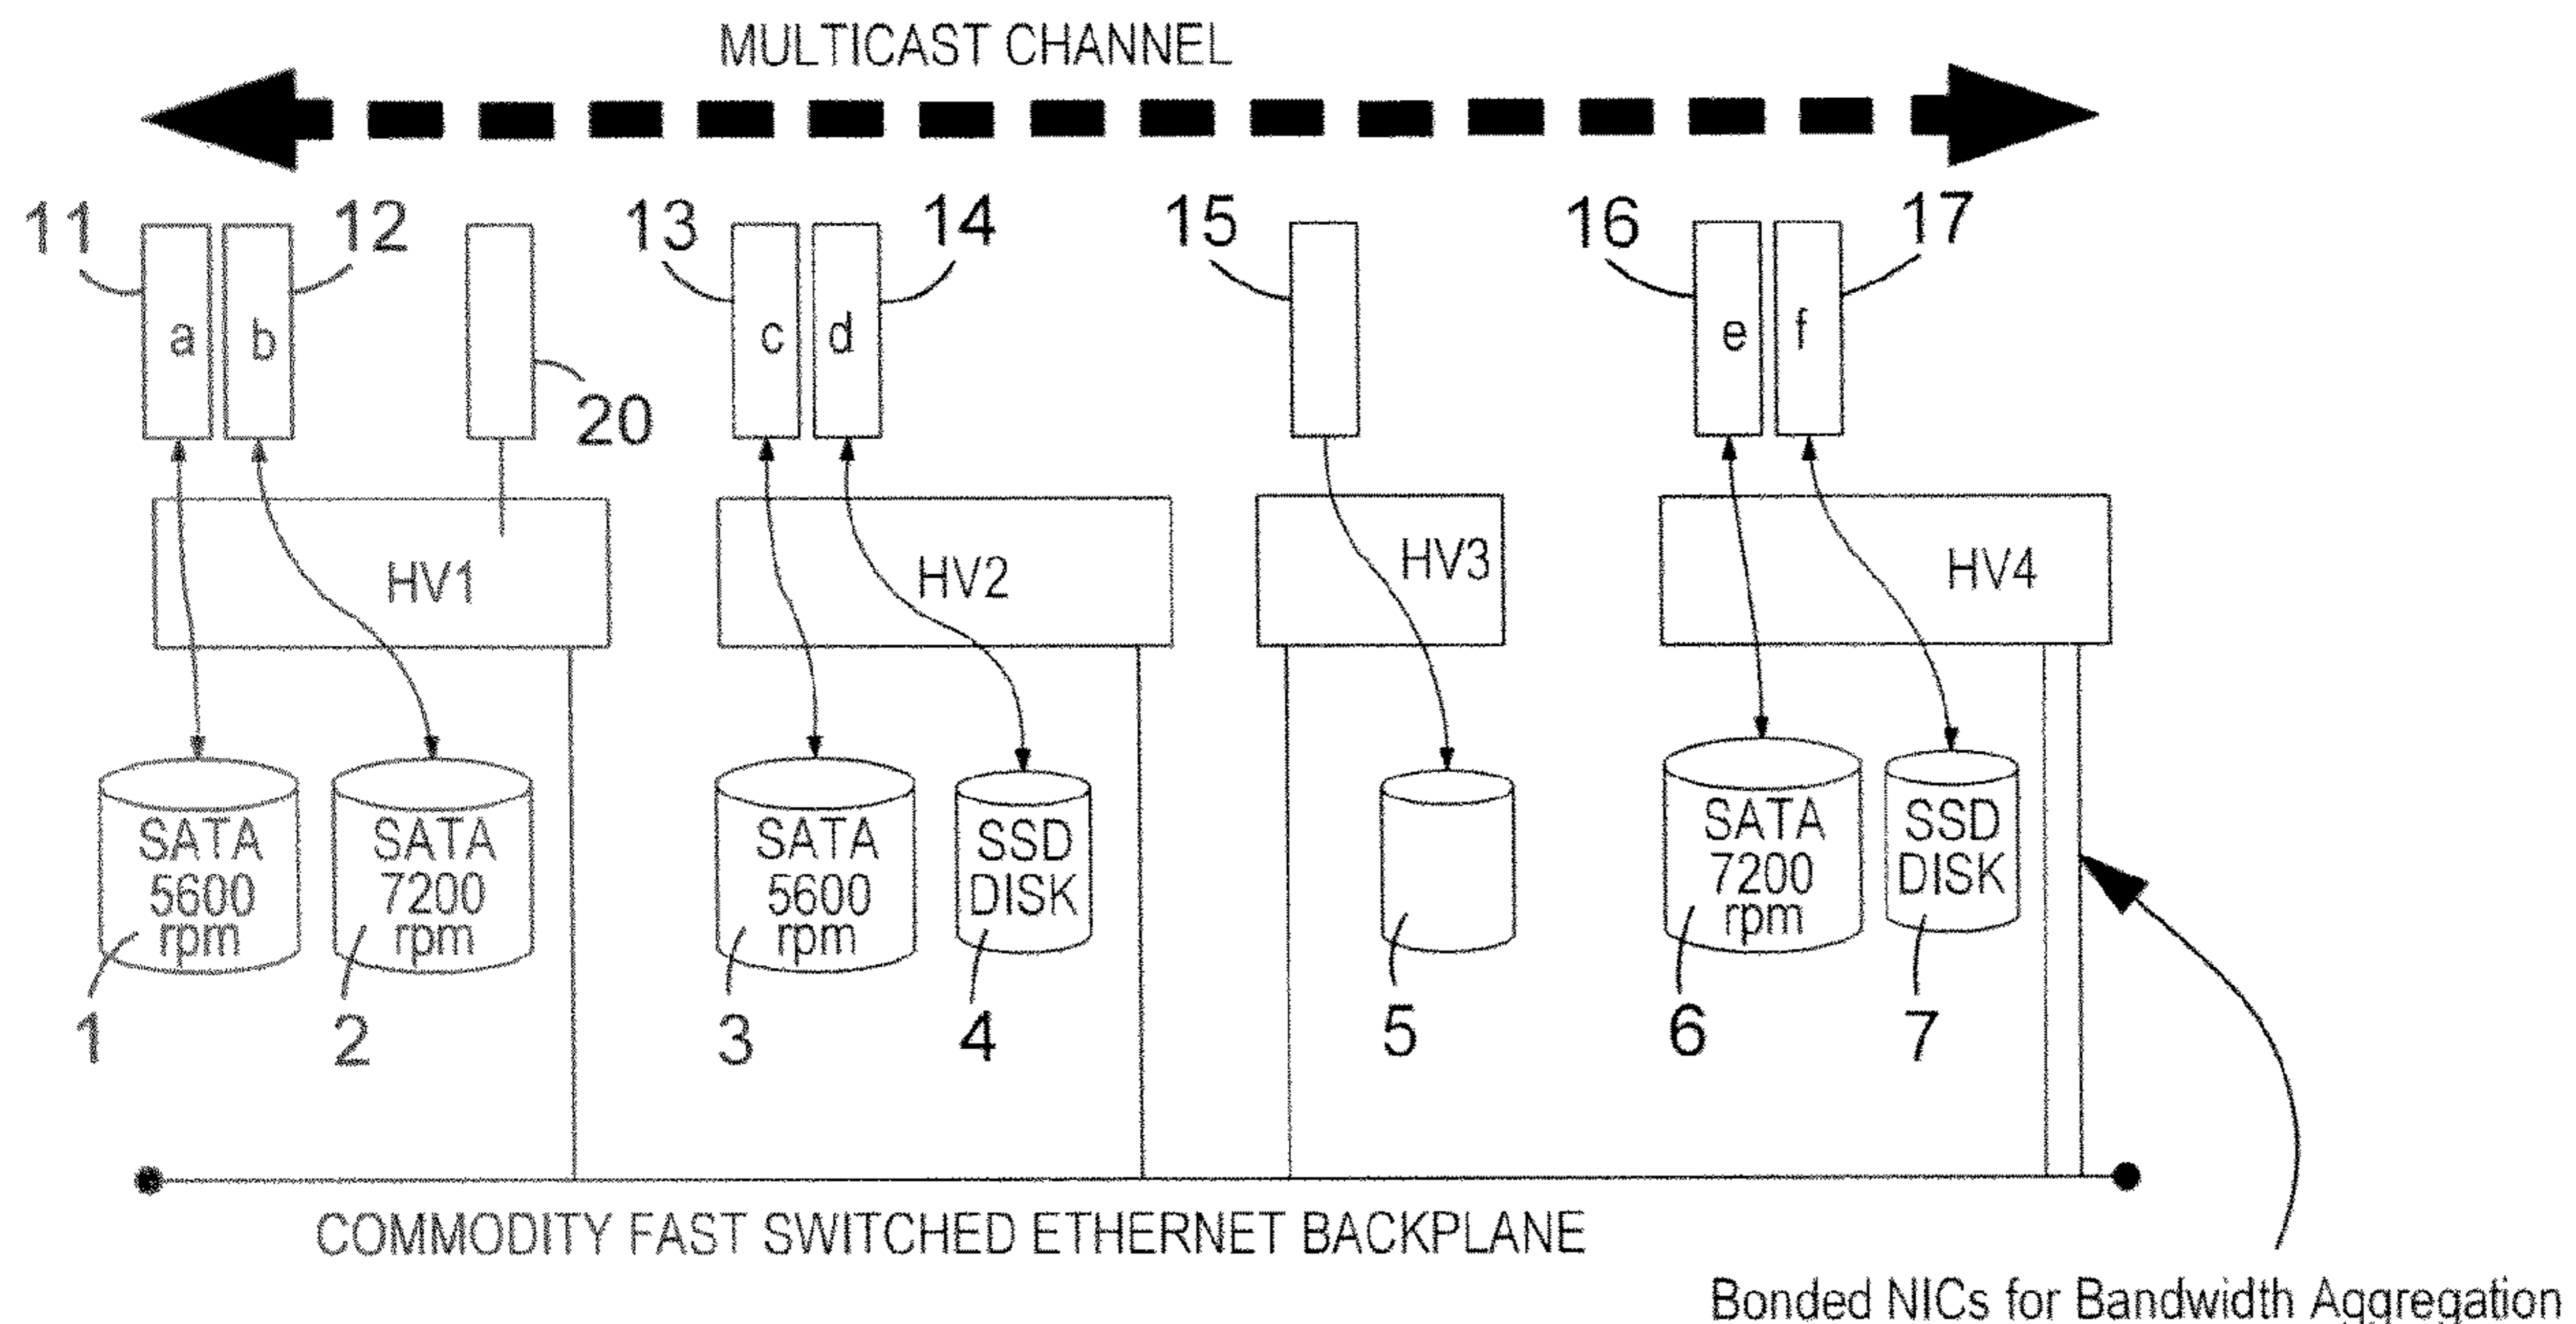 MULTICAST CHANNEL
11 12 13 14 15 16 17
a b c d e f
20
HV1 HV2 HV3 HV4
SATA 5600 rpm
SATA 7200 rpm
SATA 5600 rpm
SSD DISK
SATA 7200 rpm
SSD DISK
1 2 3 4 5 6 7
COMMODITY FAST SWITCHED ETHERNET BACKPLANE
Bonded NICs for Bandwidth Aggregation